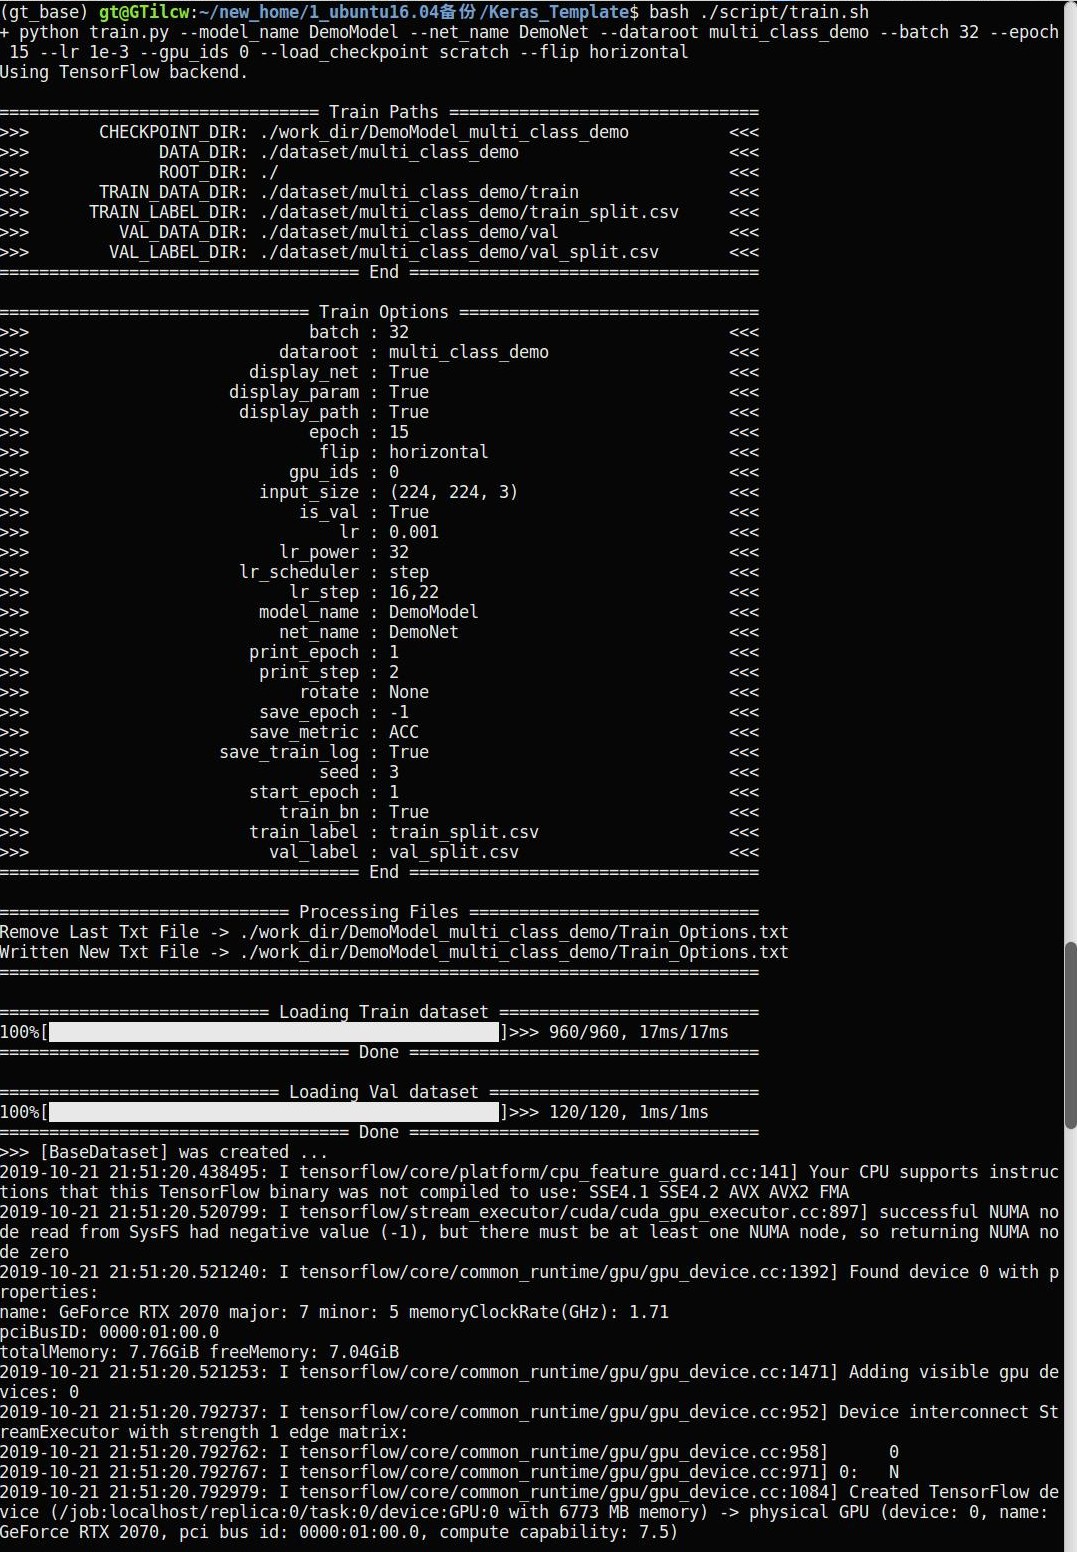 (gt_base) gt@GTilcw:~/new_home/1_ubuntu16.04备份/Keras_Template$ bash ./script/train.sh
+ python train.py --model_name DemoModel --net_name DemoNet --dataroot multi_class_demo --batch 32 --epoch
 15 --lr 1e-3 --gpu_ids 0 --load_checkpoint scratch --flip horizontal
Using TensorFlow backend.
================================ Train Paths ===============================
>>>       CHECKPOINT_DIR: ./work_dir/DemoModel_multi_class_demo          <<<
>>>             DATA_DIR: ./dataset/multi_class_demo                     <<<
>>>             ROOT_DIR: ./                                             <<<
>>>       TRAIN_DATA_DIR: ./dataset/multi_class_demo/train               <<<
>>>      TRAIN_LABEL_DIR: ./dataset/multi_class_demo/train_split.csv     <<<
>>>         VAL_DATA_DIR: ./dataset/multi_class_demo/val                 <<<
>>>        VAL_LABEL_DIR: ./dataset/multi_class_demo/val_split.csv       <<<
==================================== End ===================================
=============================== Train Options ==============================
>>>                            batch : 32                                <<<
>>>                         dataroot : multi_class_demo                  <<<
>>>                      display_net : True                              <<<
>>>                    display_param : True                              <<<
>>>                     display_path : True                              <<<
>>>                            epoch : 15                                <<<
>>>                             flip : horizontal                        <<<
>>>                          gpu_ids : 0                                 <<<
>>>                       input_size : (224, 224, 3)                     <<<
>>>                           is_val : True                              <<<
>>>                               lr : 0.001                             <<<
>>>                         lr_power : 32                                <<<
>>>                     lr_scheduler : step                              <<<
>>>                          lr_step : 16,22                             <<<
>>>                       model_name : DemoModel                         <<<
>>>                         net_name : DemoNet                           <<<
>>>                      print_epoch : 1                                 <<<
>>>                       print_step : 2                                 <<<
>>>                           rotate : None                              <<<
>>>                       save_epoch : -1                                <<<
>>>                      save_metric : ACC                               <<<
>>>                   save_train_log : True                              <<<
>>>                             seed : 3                                 <<<
>>>                      start_epoch : 1                                 <<<
>>>                         train_bn : True                              <<<
>>>                      train_label : train_split.csv                   <<<
>>>                        val_label : val_split.csv                     <<<
==================================== End ===================================
============================= Processing Files =============================
Remove Last Txt File -> ./work_dir/DemoModel_multi_class_demo/Train_Options.txt
Written New Txt File -> ./work_dir/DemoModel_multi_class_demo/Train_Options.txt
============================================================================
=========================== Loading Train dataset ==========================
100%[]>>> 960/960, 17ms/17ms
=================================== Done ===================================
============================ Loading Val dataset ===========================
100%[]>>> 120/120, 1ms/1ms
=================================== Done ===================================
>>> [BaseDataset] was created ...
2019-10-21 21:51:20.438495: I tensorflow/core/platform/cpu_feature_guard.cc:141] Your CPU supports instruc
tions that this TensorFlow binary was not compiled to use: SSE4.1 SSE4.2 AVX AVX2 FMA
2019-10-21 21:51:20.520799: I tensorflow/stream_executor/cuda/cuda_gpu_executor.cc:897] successful NUMA no
de read from SysFS had negative value (-1), but there must be at least one NUMA node, so returning NUMA no
de zero
2019-10-21 21:51:20.521240: I tensorflow/core/common_runtime/gpu/gpu_device.cc:1392] Found device 0 with p
roperties:
name: GeForce RTX 2070 major: 7 minor: 5 memoryClockRate(GHz): 1.71
pciBusID: 0000:01:00.0
totalMemory: 7.76GiB freeMemory: 7.04GiB
2019-10-21 21:51:20.521253: I tensorflow/core/common_runtime/gpu/gpu_device.cc:1471] Adding visible gpu de
vices: 0
2019-10-21 21:51:20.792737: I tensorflow/core/common_runtime/gpu/gpu_device.cc:952] Device interconnect St
reamExecutor with strength 1 edge matrix:
2019-10-21 21:51:20.792762: I tensorflow/core/common_runtime/gpu/gpu_device.cc:958]      0
2019-10-21 21:51:20.792767: I tensorflow/core/common_runtime/gpu/gpu_device.cc:971] 0:   N
2019-10-21 21:51:20.792979: I tensorflow/core/common_runtime/gpu/gpu_device.cc:1084] Created TensorFlow de
vice (/job:localhost/replica:0/task:0/device:GPU:0 with 6773 MB memory) -> physical GPU (device: 0, name:
GeForce RTX 2070, pci bus id: 0000:01:00.0, compute capability: 7.5)